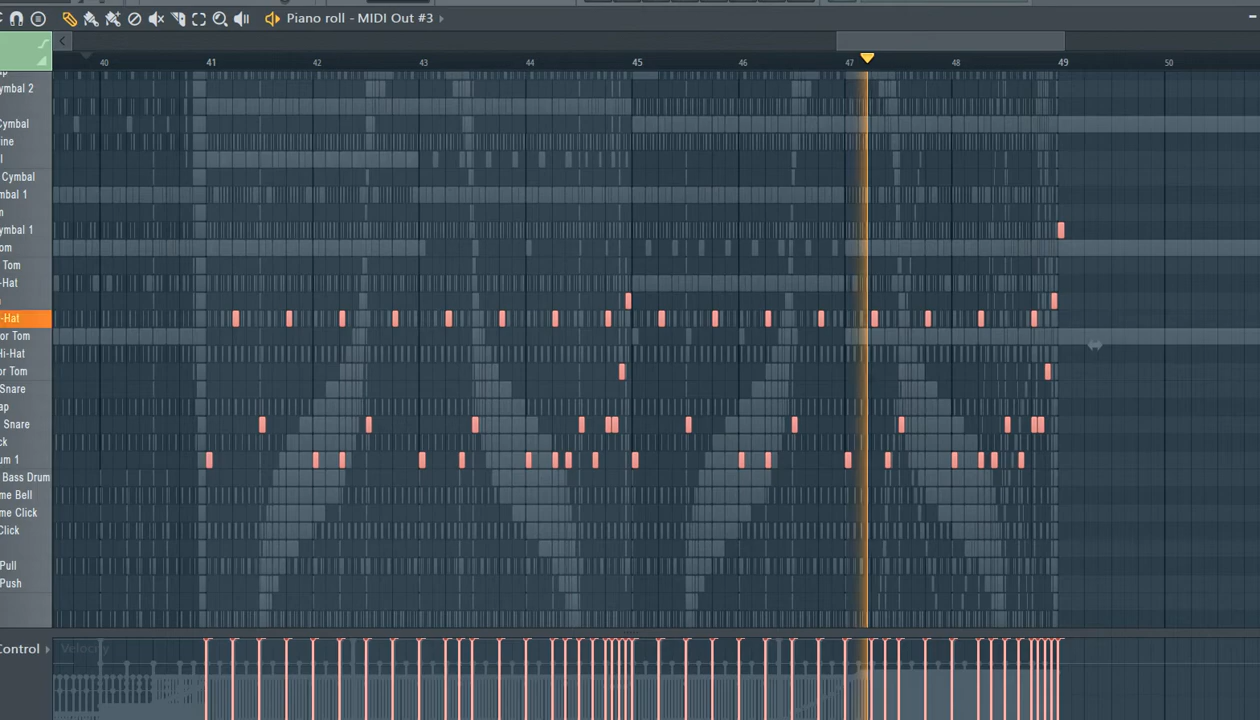 Piano roll - MIDI Out #3
40 41 42 43 44 45 46 47 48 49 50
ymbal 2
Cymbal
ine
l
Cymbal
mbal 1
m
ymbal 1
om
Tom
-Hat
-Hat
or Tom
Hi-Hat
or Tom
Snare
ap
Snare
ck
um 1
Bass Drum
me Bell
me Click
Click
Pull
Push
Control
Velocity